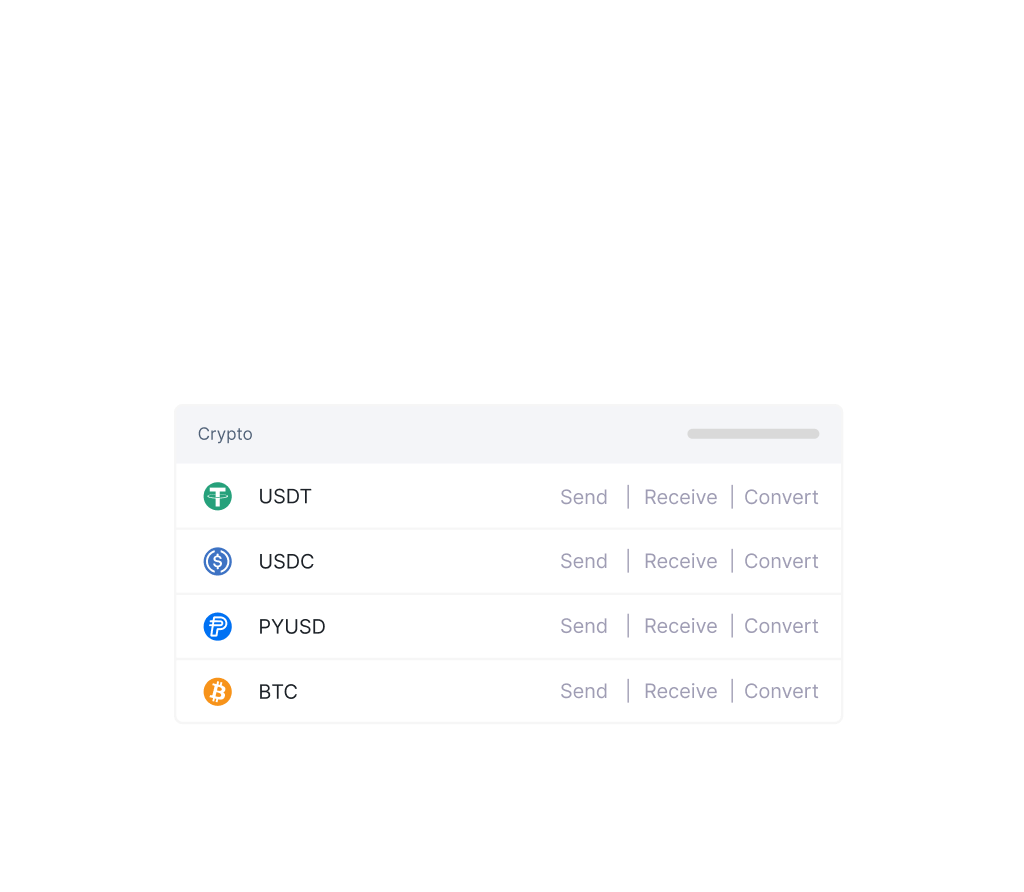 Crypto
USDT Send | Receive | Convert
USDC Send | Receive | Convert
PYUSD Send | Receive | Convert
BTC Send | Receive | Convert